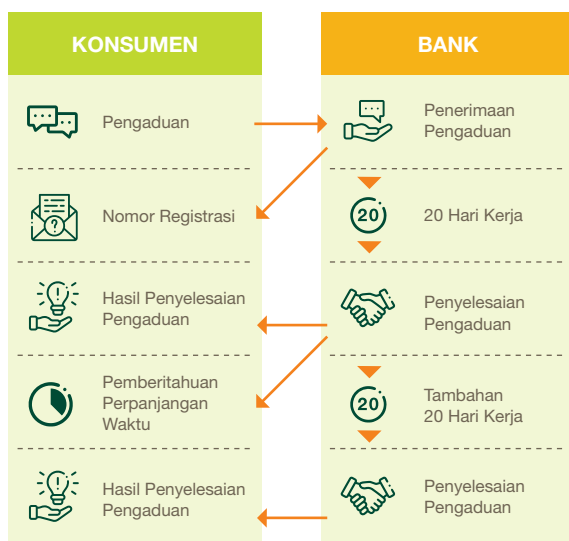 KONSUMEN
BANK
Pengaduan
Penerimaan
Pengaduan
Nomor Registrasi
20
20 Hari Kerja
Hasil Penyelesaian
Pengaduan
Penyelesaian
Pengaduan
Pemberitahuan
Perpanjangan
Waktu
20
Tambahan
20 Hari Kerja
Hasil Penyelesaian
Pengaduan
Penyelesaian
Pengaduan